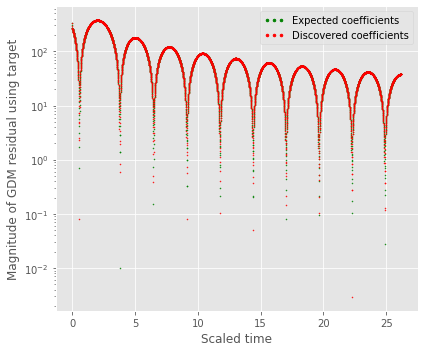 Expected coefficients
Discovered coefficients
Magnitude of GDM residual using target
10²
10¹
10⁰
10⁻¹
10⁻²
0 5 10 15 20 25
Scaled time